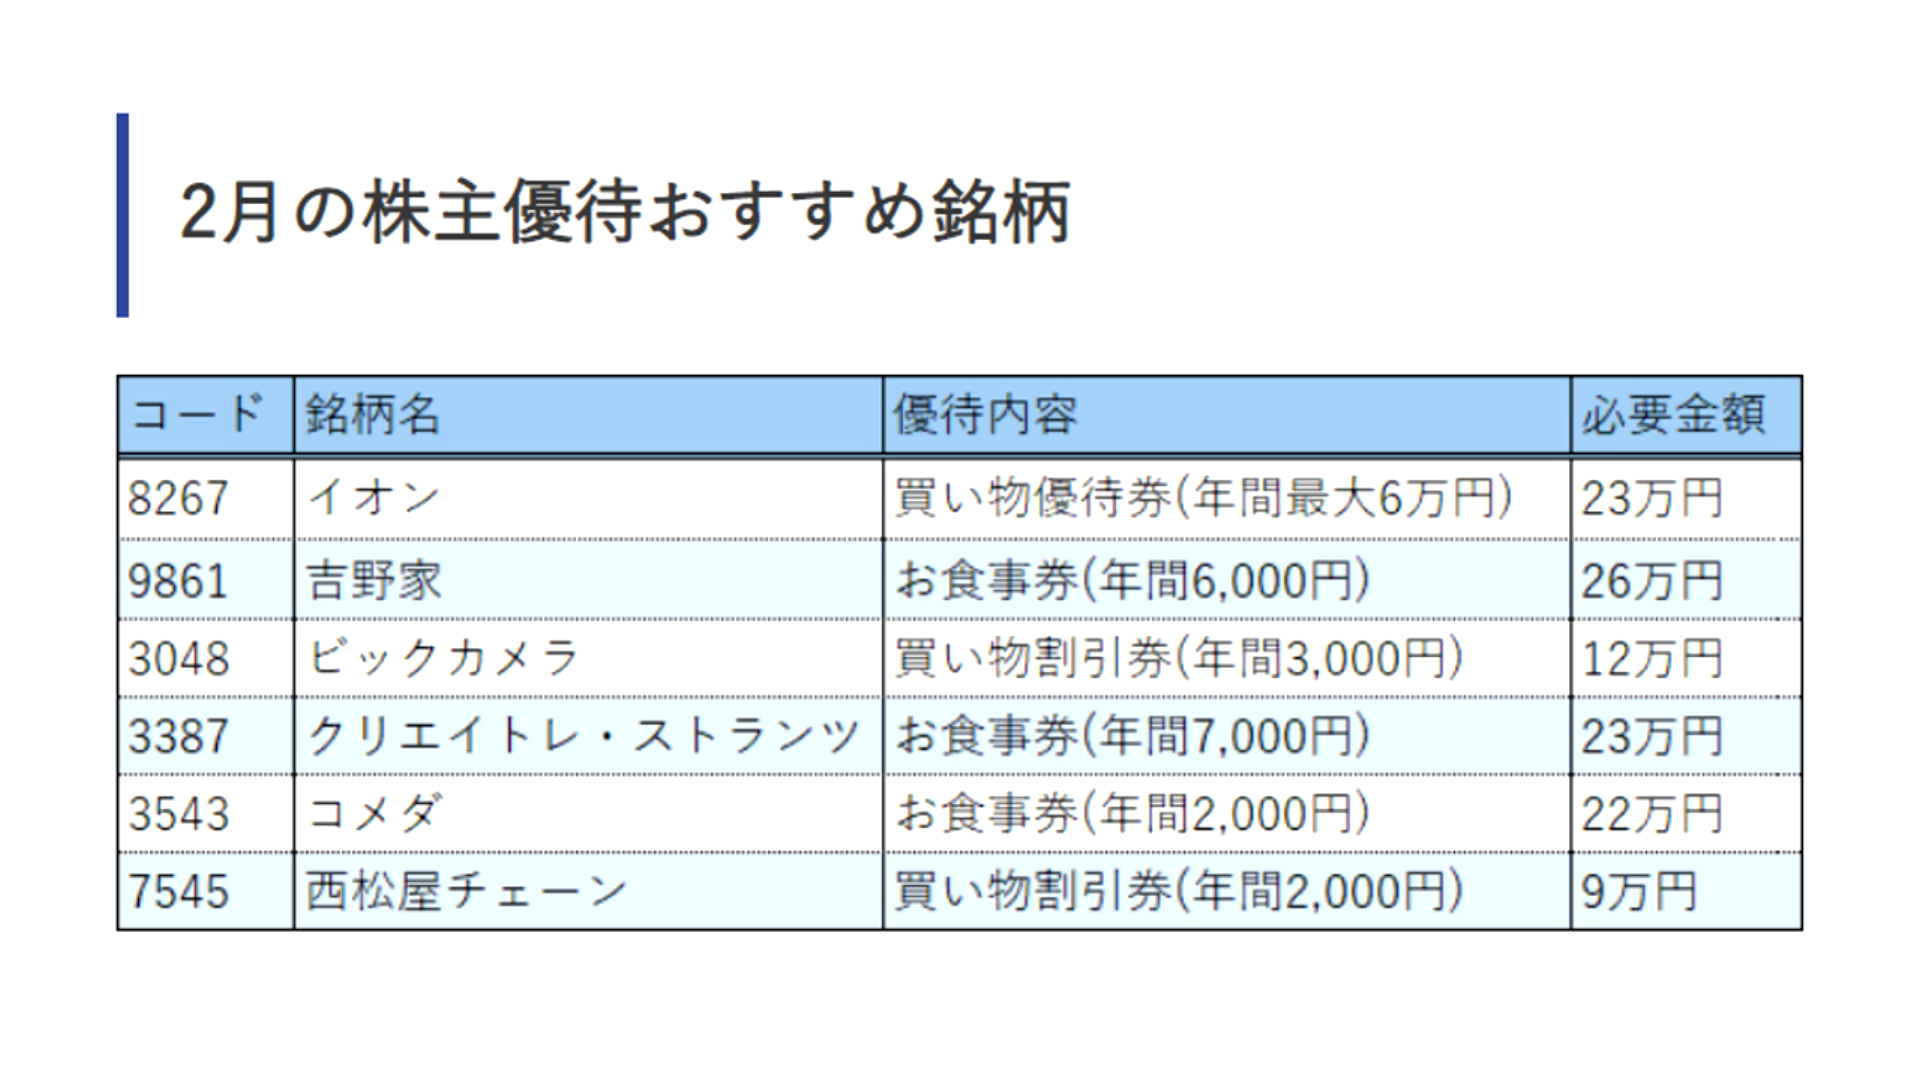 2月の株主優待おすすめ銘柄
コード 銘柄名 優待内容 必要金額
8267 イオン 買い物優待券(年間最大6万円) 23万円
9861 吉野家 お食事券(年間6,000円) 26万円
3048 ビックカメラ 買い物割引券(年間3,000円) 12万円
3387 クリエイトレ・ストランツ お食事券(年間7,000円) 23万円
3543 コメダ お食事券(年間2,000円) 22万円
7545 西松屋チェーン 買い物割引券(年間2,000円) 9万円